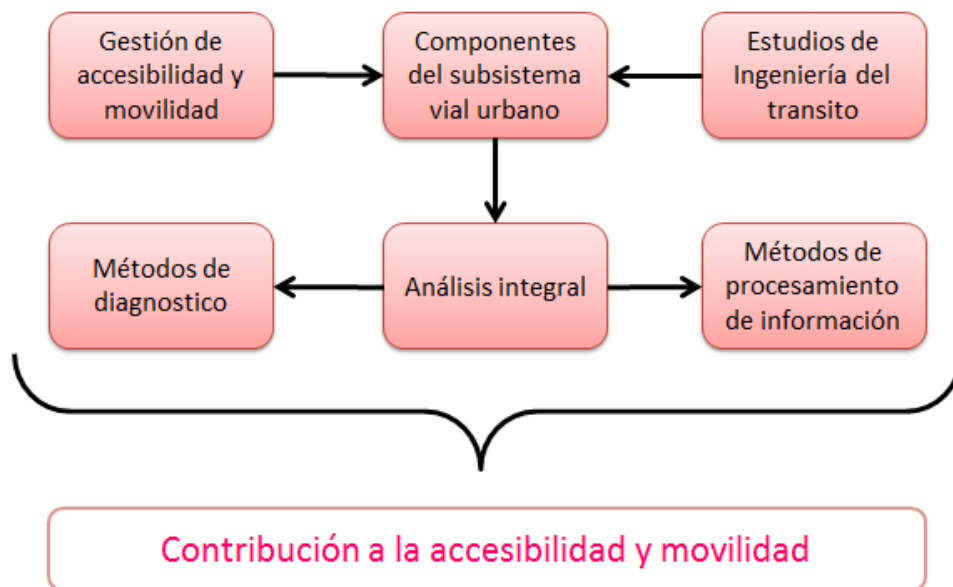 Gestión de
accesibilidad y
movilidad
Componentes
del subsistema
vial urbano
Estudios de
Ingeniería del
transito
Métodos de
diagnostico
Análisis integral
Métodos de
procesamiento
de información
Contribución a la accesibilidad y movilidad